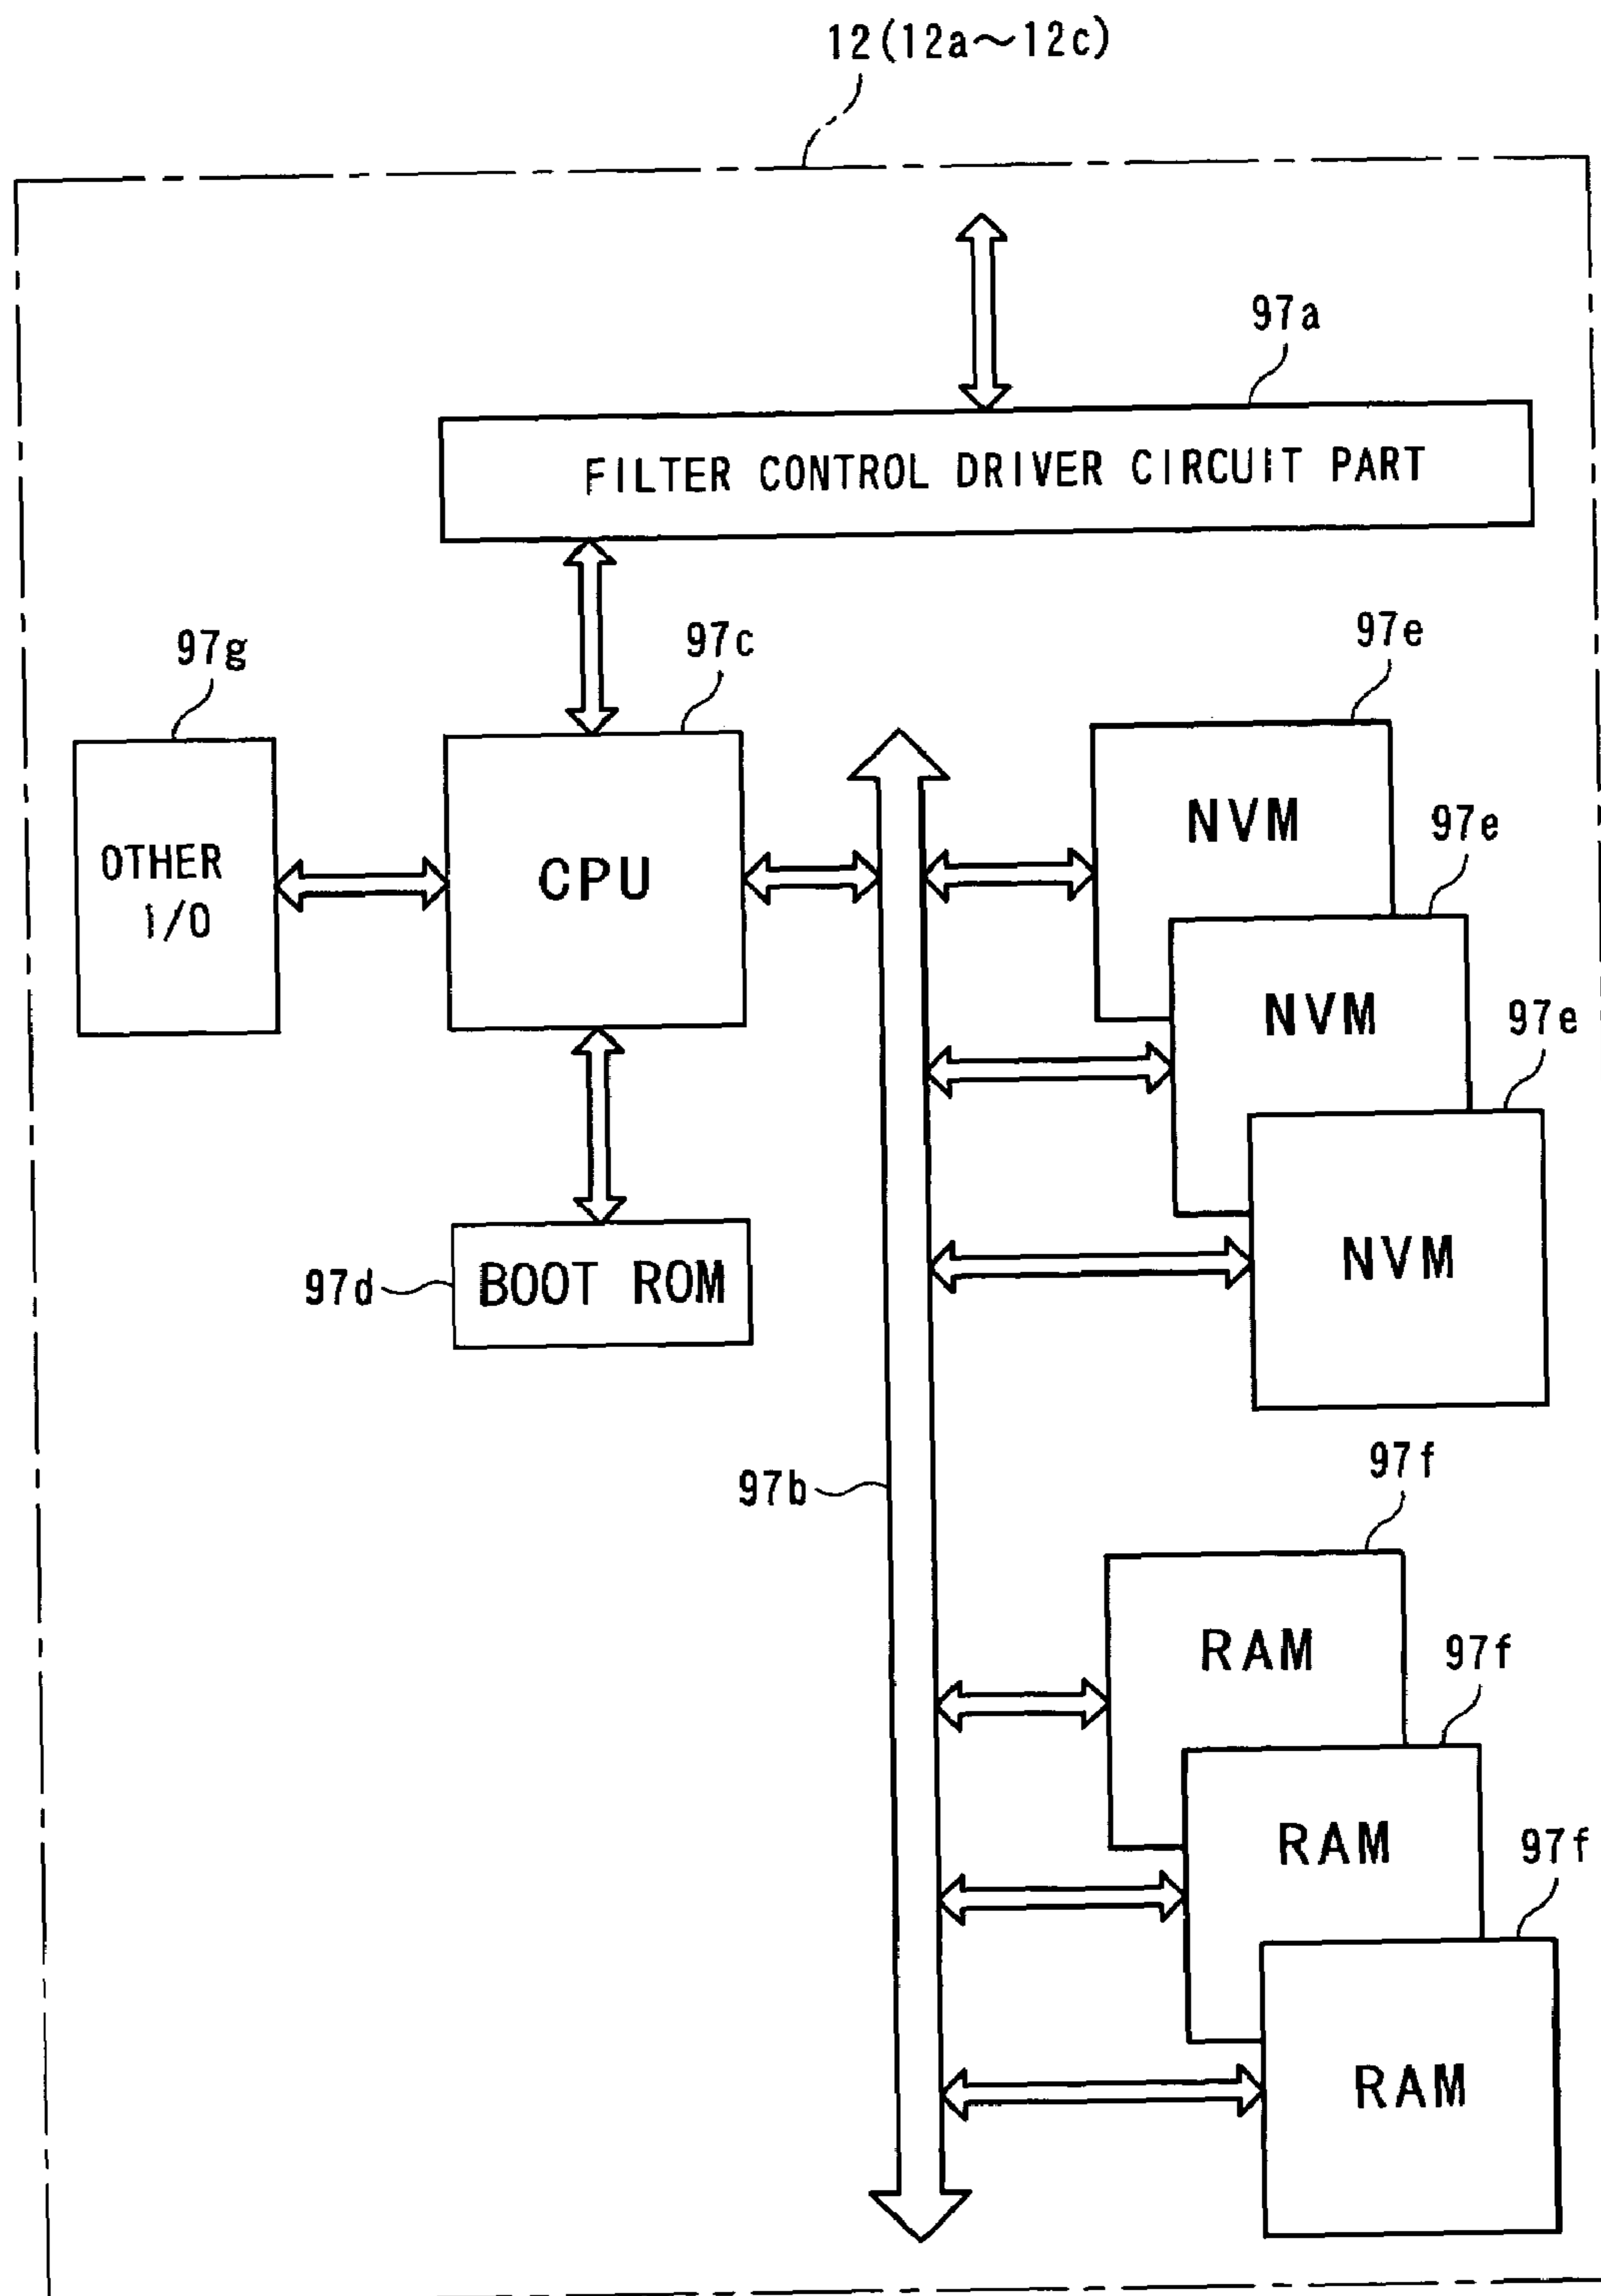 12(12a～12c)
97a
FILTER CONTROL DRIVER CIRCUIT PART
97g
97c
97e
OTHER
I/O
CPU
NVM
97e
NVM
97e
NVM
97d
BOOT ROM
97b
97f
RAM
97f
RAM
97f
RAM